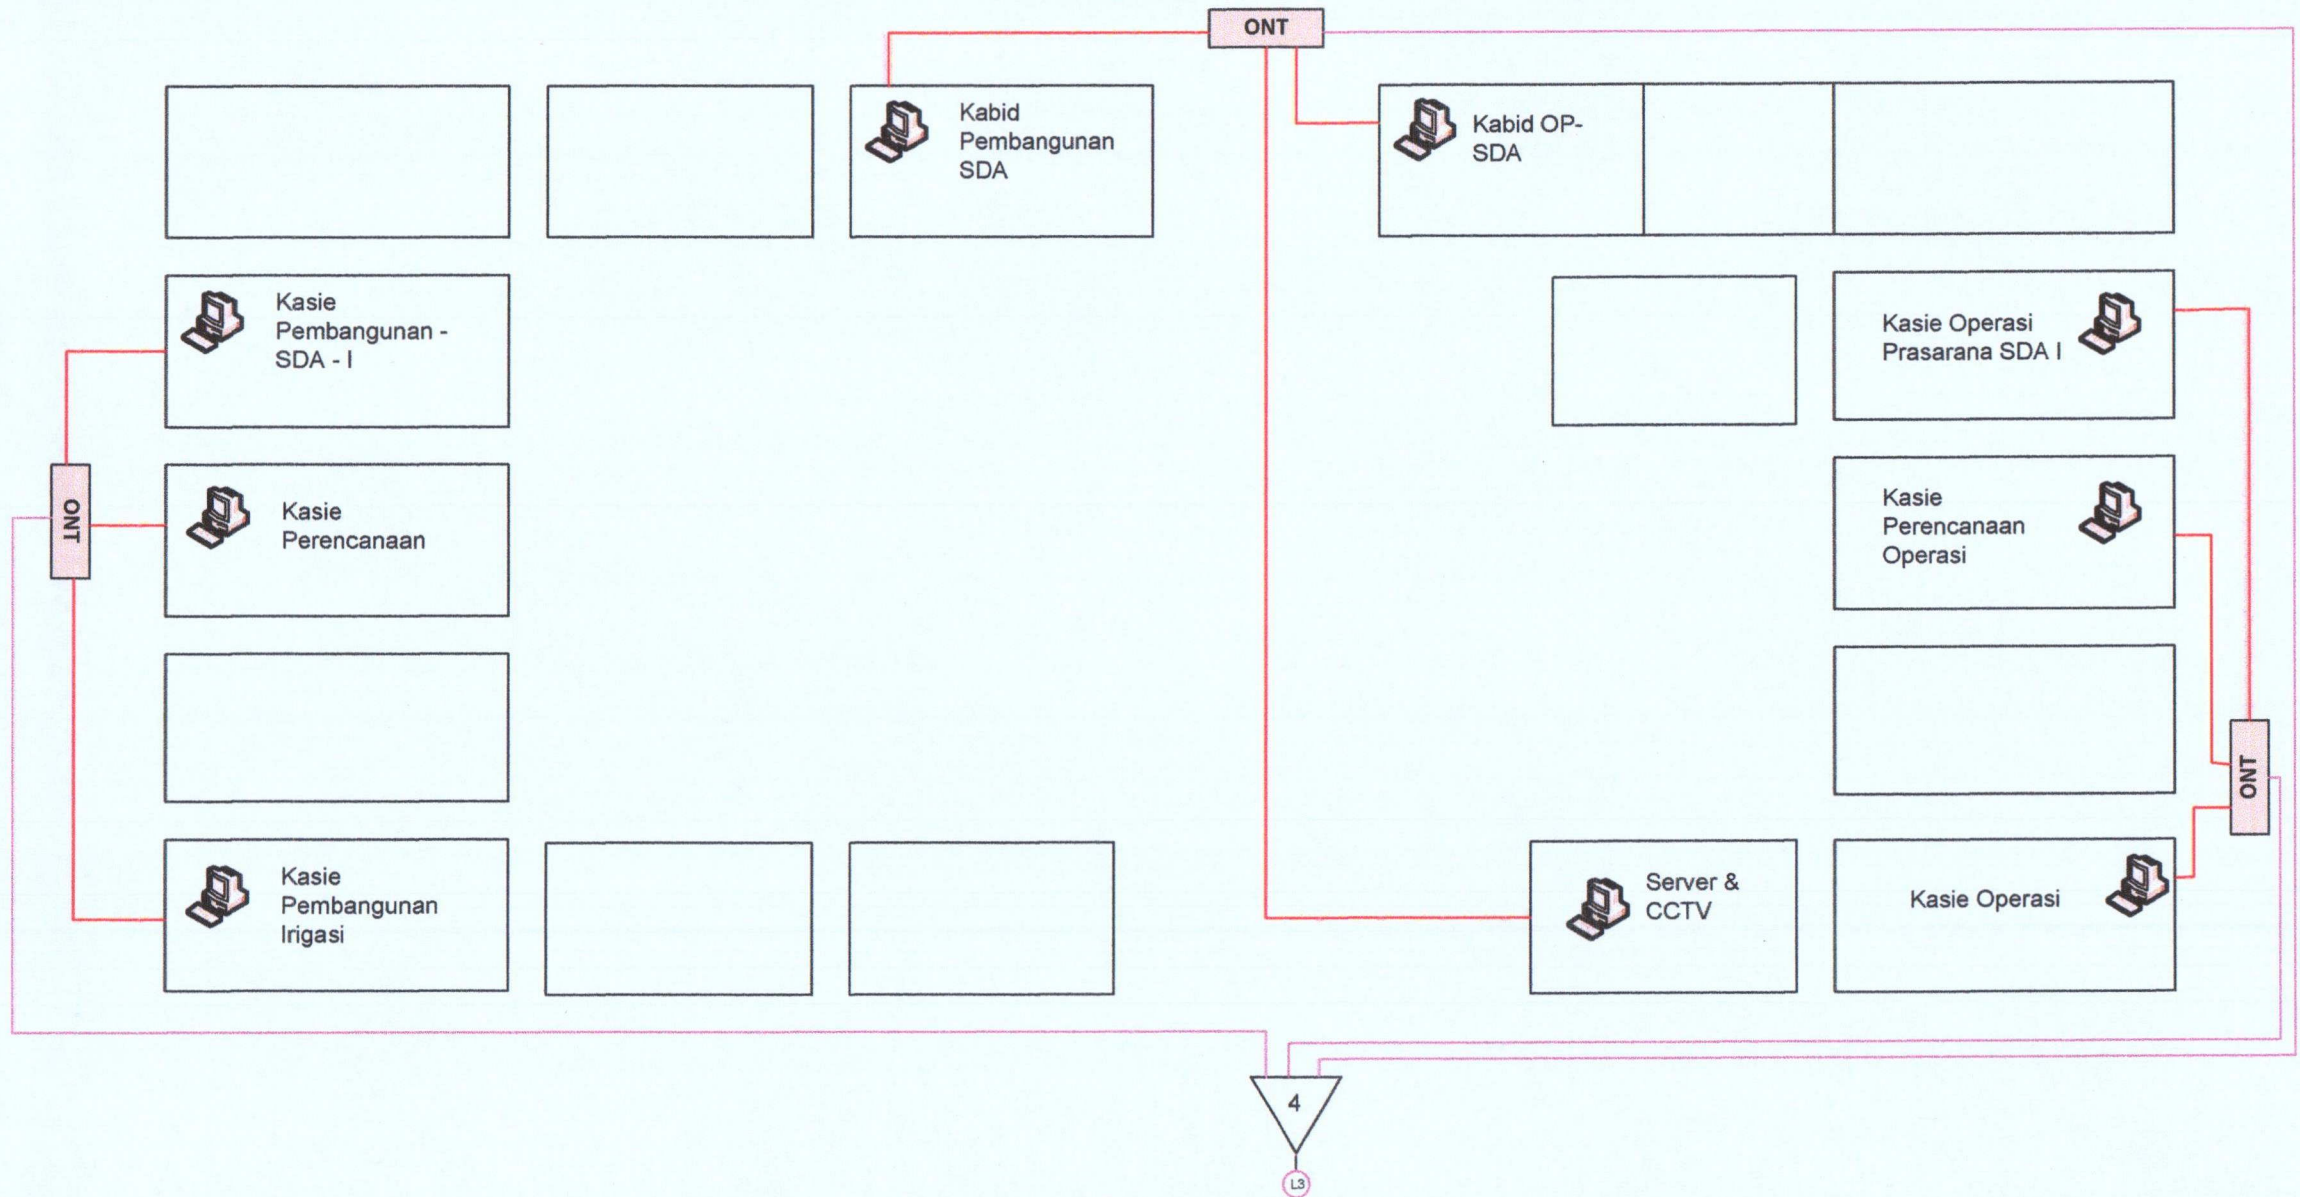 ONT
Kabid
Pembangunan
SDA
Kabid OP-
SDA
Kasie
Pembangunan -
SDA - I
Kasie Operasi
Prasarana SDA I
ONT
Kasie
Perencanaan
Kasie
Perencanaan
Operasi
ONT
Kasie
Pembangunan
Irigasi
Server &
CCTV
Kasie Operasi
4
L3